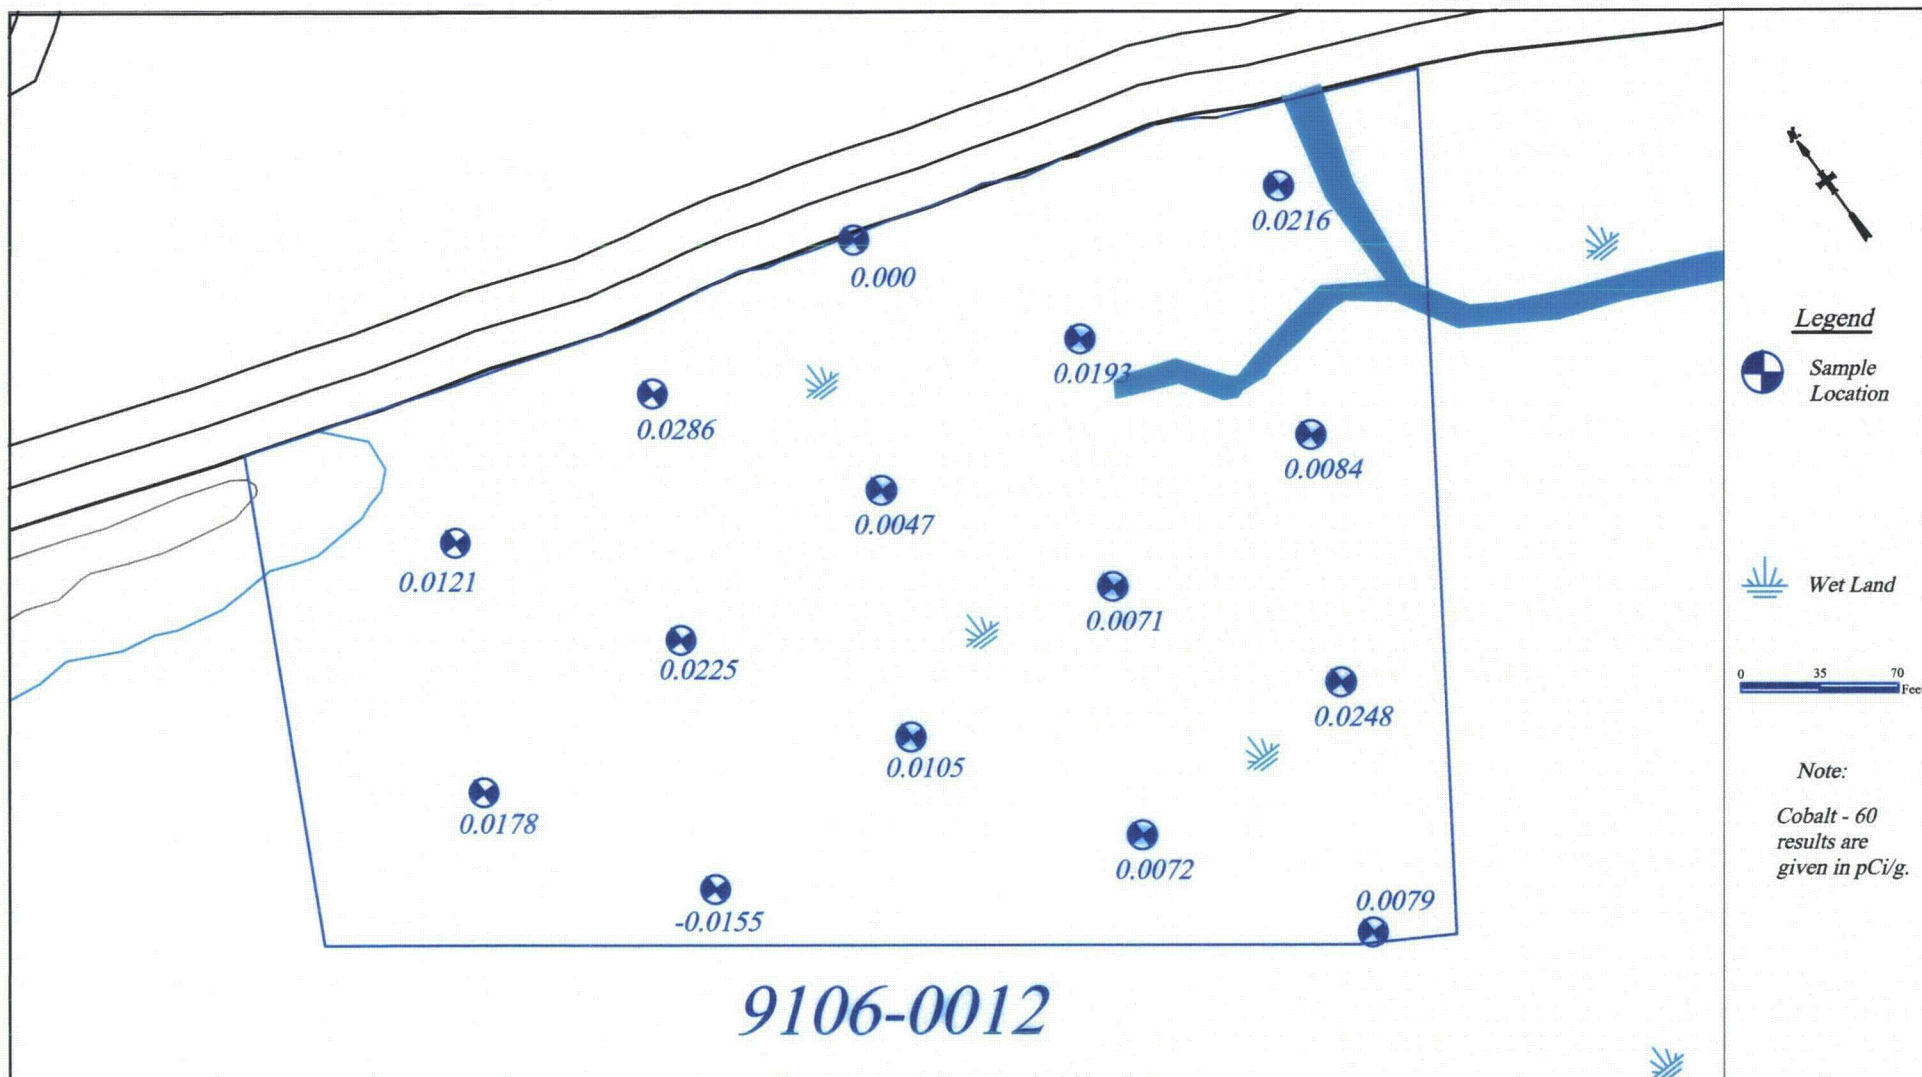 0.0216
0.000
0.0193
0.0286
0.0084
0.0047
0.0121
0.0071
0.0225
0.0248
0.0105
0.0178
0.0072
0.0079
-0.0155
9106-0012
Legend
Sample
Location
Wet Land
0 35 70
Feet
Note:
Cobalt - 60
results are
given in pCi/g.